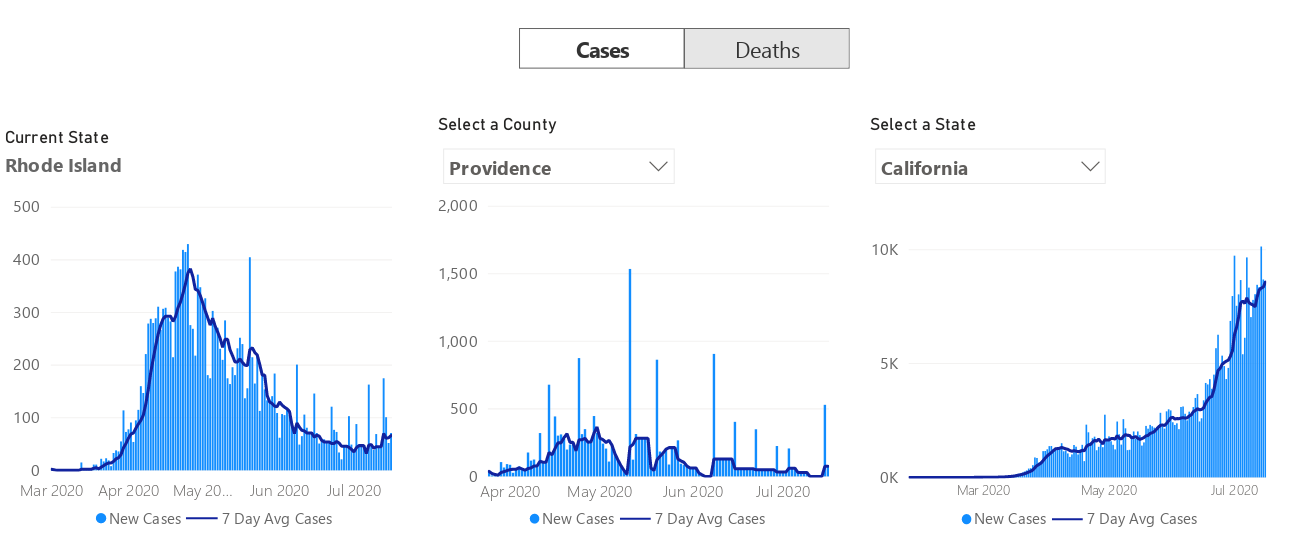 Cases Deaths
Current State
Rhode Island
500
400
300
200
100
0
Mar 2020 Apr 2020 May 20... Jun 2020 Jul 2020
New Cases 7 Day Avg Cases
Select a County
Providence
2,000
1,500
1,000
500
0
Apr 2020 May 2020 Jun 2020 Jul 2020
New Cases 7 Day Avg Cases
Select a State
California
10K
5K
0K
Mar 2020 May 2020 Jul 2020
New Cases 7 Day Avg Cases